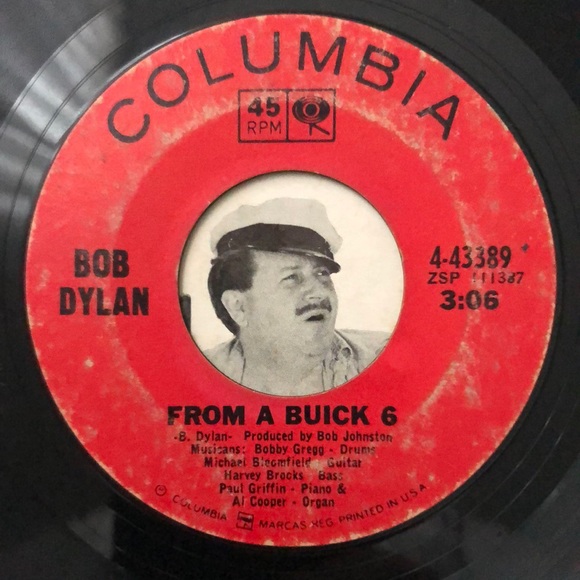 COLUMBIA
45
RPM
BOB
DYLAN
4-43389
ZSP 111387
3:06
FROM A BUICK 6
-B. Dylan- Produced by Bob Johnston
Musicans: Bobby Gregg - Drums
Michael Bloomfield - Guitar
Harvey Brooks - Bass
Paul Griffin - Piano &
Al Cooper - Organ
© COLUMBIA MARCAS REG. PRINTED IN U.S.A.